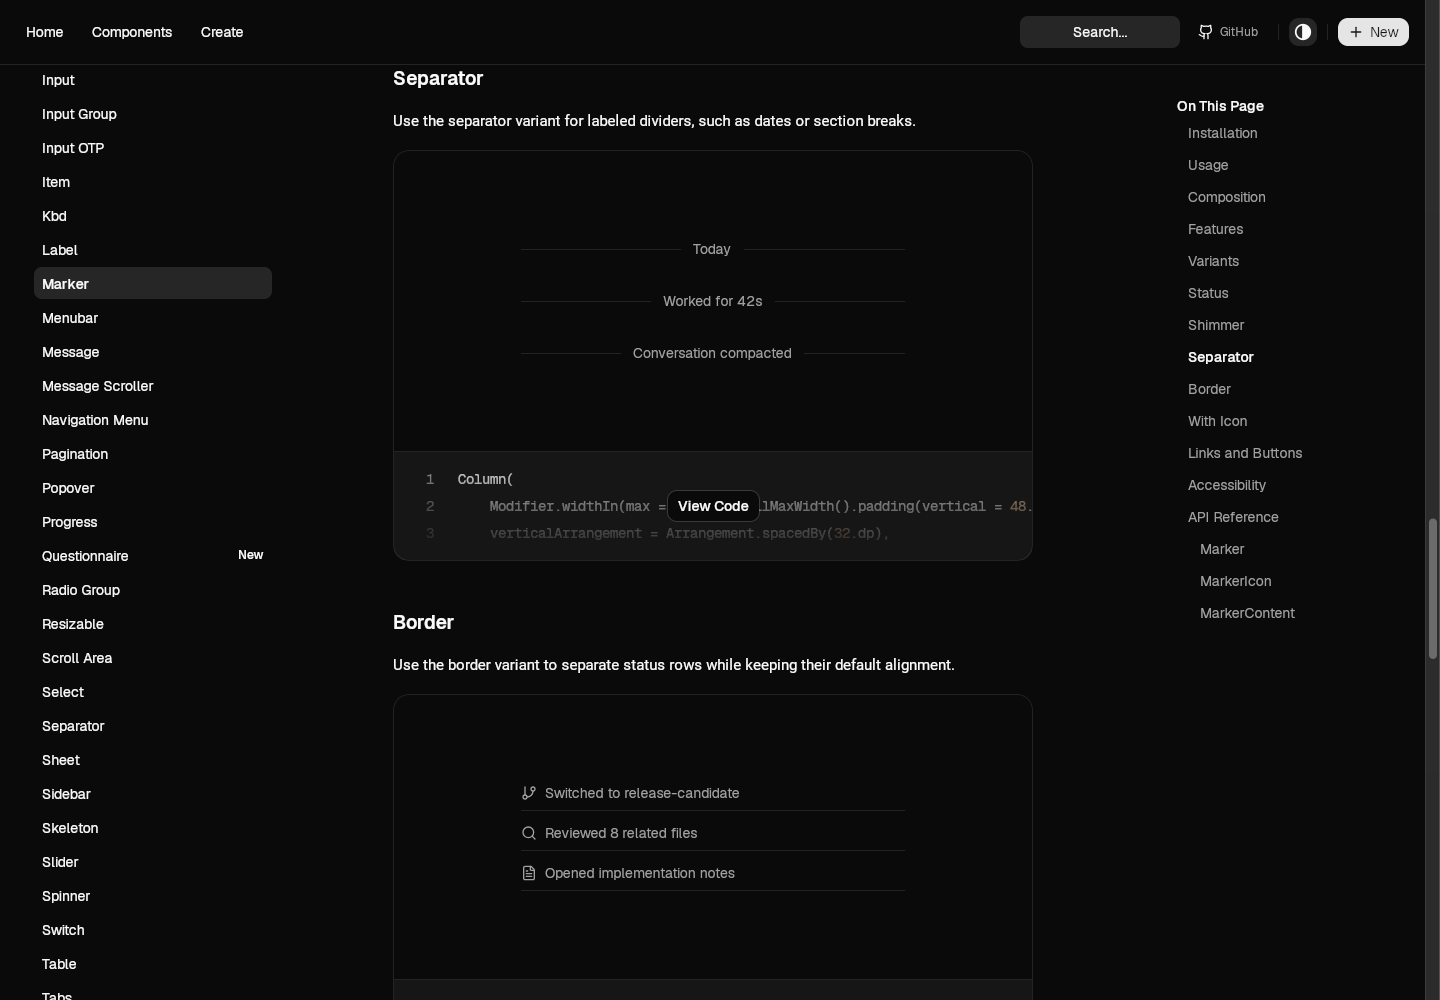 Home
Components
Create
Search...
GitHub
New
Input
Input Group
Input OTP
Item
Kbd
Label
Marker
Menubar
Message
Message Scroller
Navigation Menu
Pagination
Popover
Progress
Questionnaire New
Radio Group
Resizable
Scroll Area
Select
Separator
Sheet
Sidebar
Skeleton
Slider
Spinner
Switch
Table
Tabs
Separator
Use the separator variant for labeled dividers, such as dates or section breaks.
Today
Worked for 42s
Conversation compacted
1 Column(
2 Modifier.widthIn(max = lMaxWidth().padding(vertical = 48.
View Code
3 verticalArrangement = Arrangement.spacedBy(32.dp),
Border
Use the border variant to separate status rows while keeping their default alignment.
Switched to release-candidate
Reviewed 8 related files
Opened implementation notes
On This Page
Installation
Usage
Composition
Features
Variants
Status
Shimmer
Separator
Border
With Icon
Links and Buttons
Accessibility
API Reference
Marker
MarkerIcon
MarkerContent